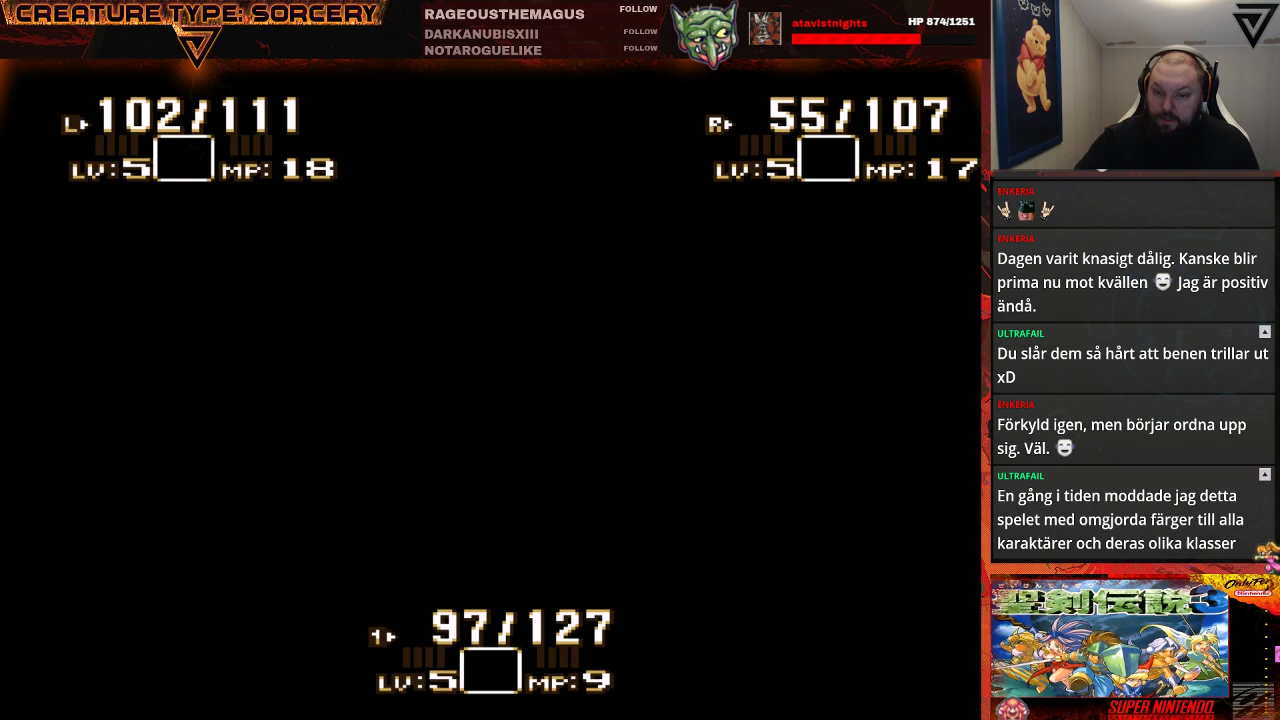 CREATURE TYPE: SORCERY
RAGEOUSTHEMAGUS FOLLOW
DARKANUBISXIII FOLLOW
NOTAROGUELIKE FOLLOW
atavistnights HP 874/1251
L 102/111
LV:5 MP:18
R 55/107
LV:5 MP:17
1 97/127
LV:5 MP:9
ENKERIA
ENKERIA
Dagen varit knasigt dålig. Kanske blir
prima nu mot kvällen Jag är positiv
ändå.
ULTRAFAIL
Du slår dem så hårt att benen trillar ut
xD
ENKERIA
Förkyld igen, men börjar ordna upp
sig. Väl.
ULTRAFAIL
En gång i tiden moddade jag detta
spelet med omgjorda färger till alla
karaktärer och deras olika klasser
Only For
Nintendo
聖剣伝説3
SUPER NINTENDO